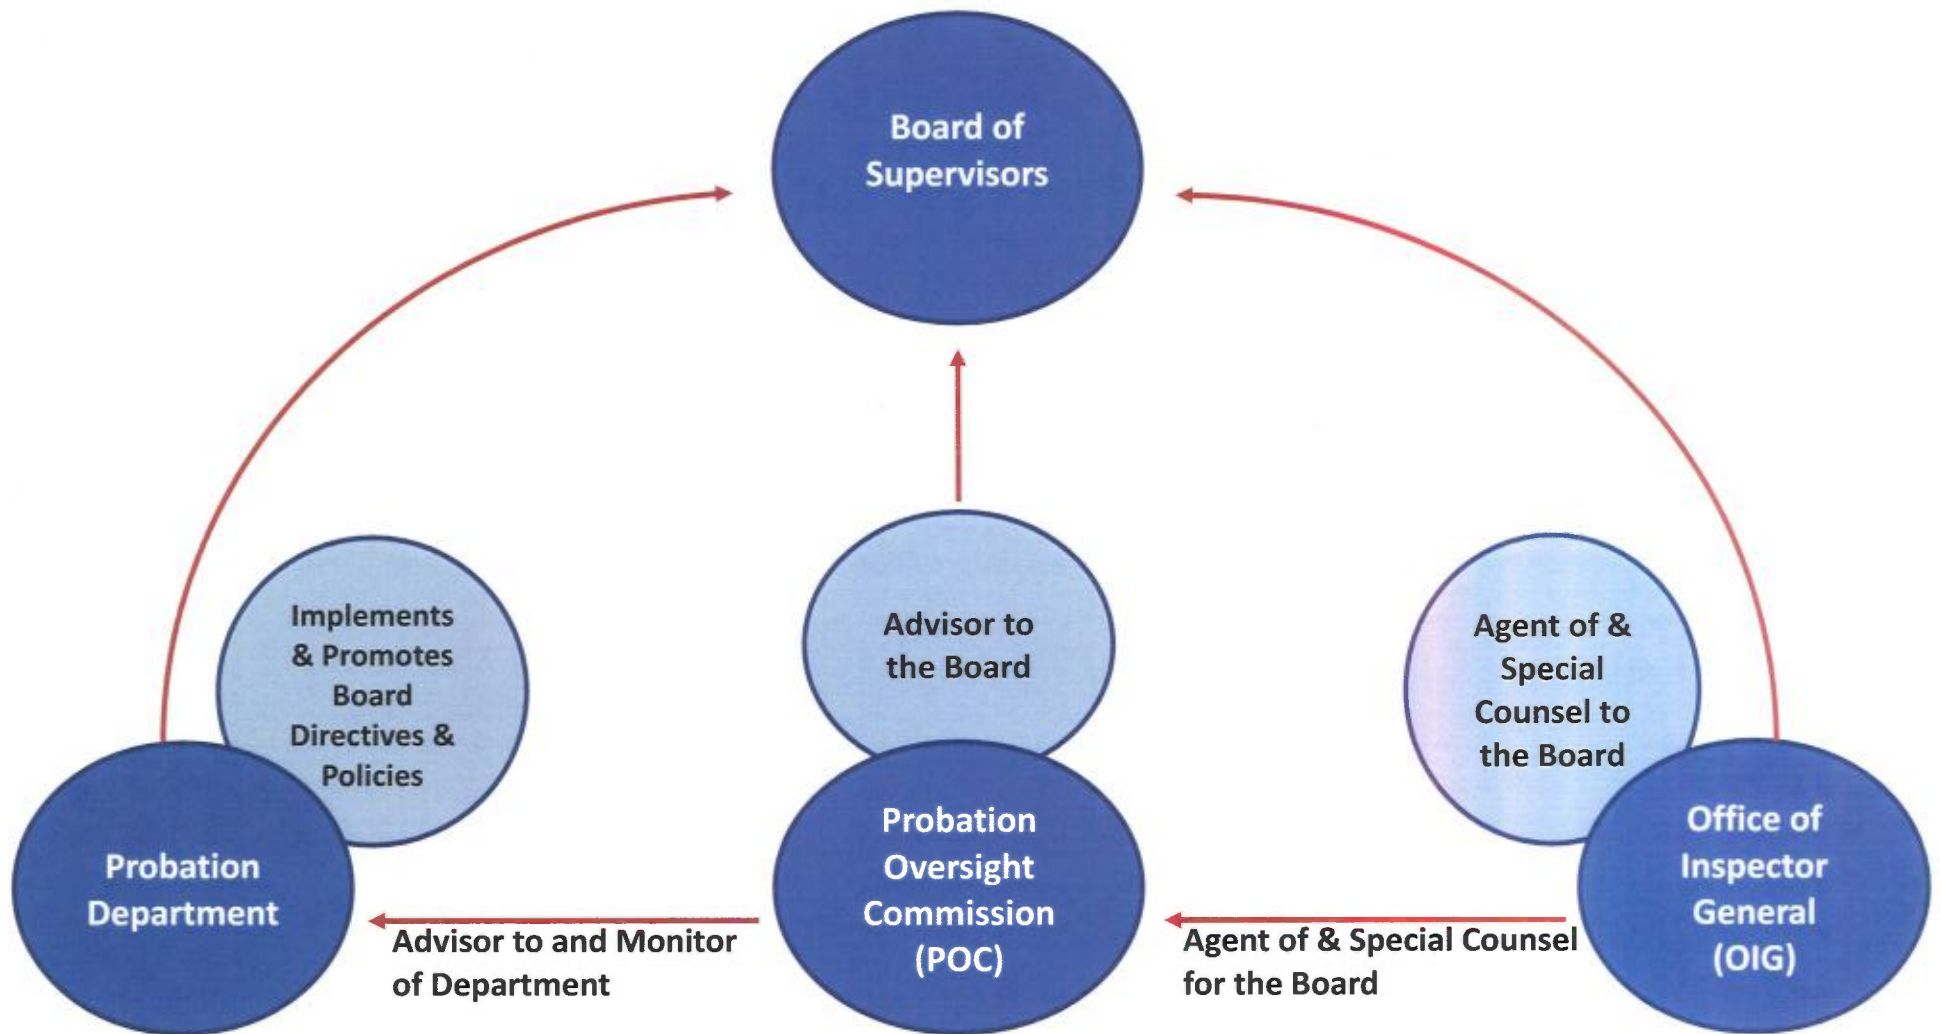 Board of
Supervisors
Implements
& Promotes
Board
Directives &
Policies
Advisor to
the Board
Agent of &
Special
Counsel to
the Board
Probation
Department
Probation
Oversight
Commission
(POC)
Office of
Inspector
General
(OIG)
Advisor to and Monitor
of Department
Agent of & Special Counsel
for the Board